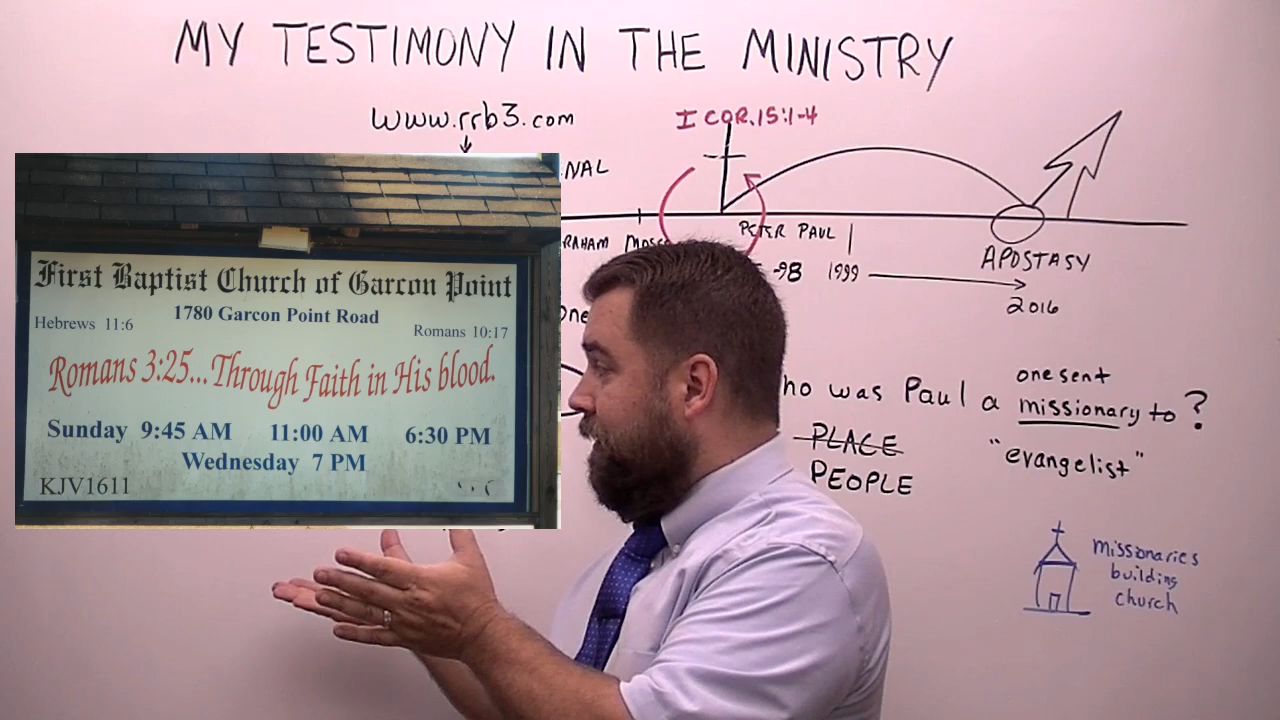 MY TESTIMONY IN THE MINISTRY
www.rrb3.com
I COR. 15:1-4
NAL
RAHAM MOSES
PETER PAUL
-98 1999
APOSTASY
2016
First Baptist Church of Garcon Point
1780 Garcon Point Road
Hebrews 11:6
Romans 10:17
Romans 3:25...Through Faith in His blood.
Sunday 9:45 AM 11:00 AM 6:30 PM
Wednesday 7 PM
KJV1611
one sent
ho was Paul a missionary to?
PLACE
"evangelist"
PEOPLE
missionaries
building
church